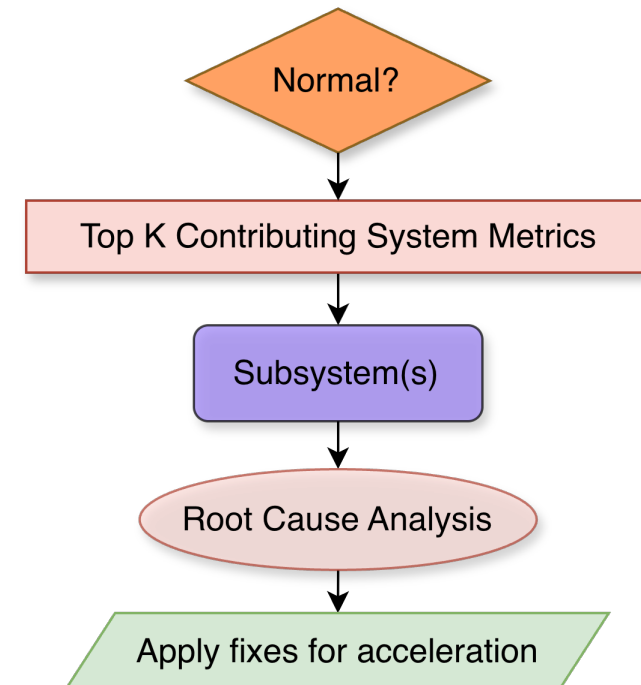 Normal?
Top K Contributing System Metrics
Subsystem(s)
Root Cause Analysis
Apply fixes for acceleration